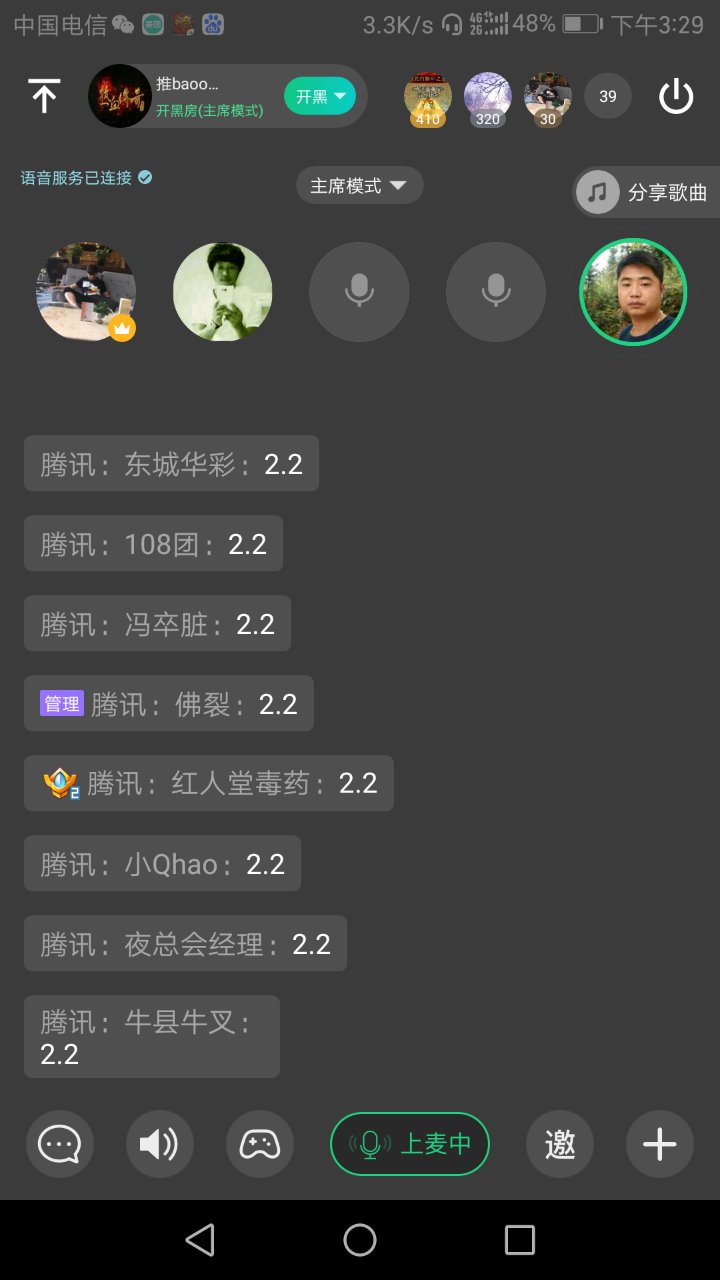 中国电信 3.3K/s 4G 2G 48% 下午3:29
推baoo...
开黑房(主席模式)
开黑
410 320 30 39
语音服务已连接
主席模式
分享歌曲
腾讯：东城华彩：2.2
腾讯：108团：2.2
腾讯：冯卒脏：2.2
管理 腾讯：佛裂：2.2
2 腾讯：红人堂毒药：2.2
腾讯：小Qhao：2.2
腾讯：夜总会经理：2.2
腾讯：牛县牛叉：
2.2
上麦中 邀